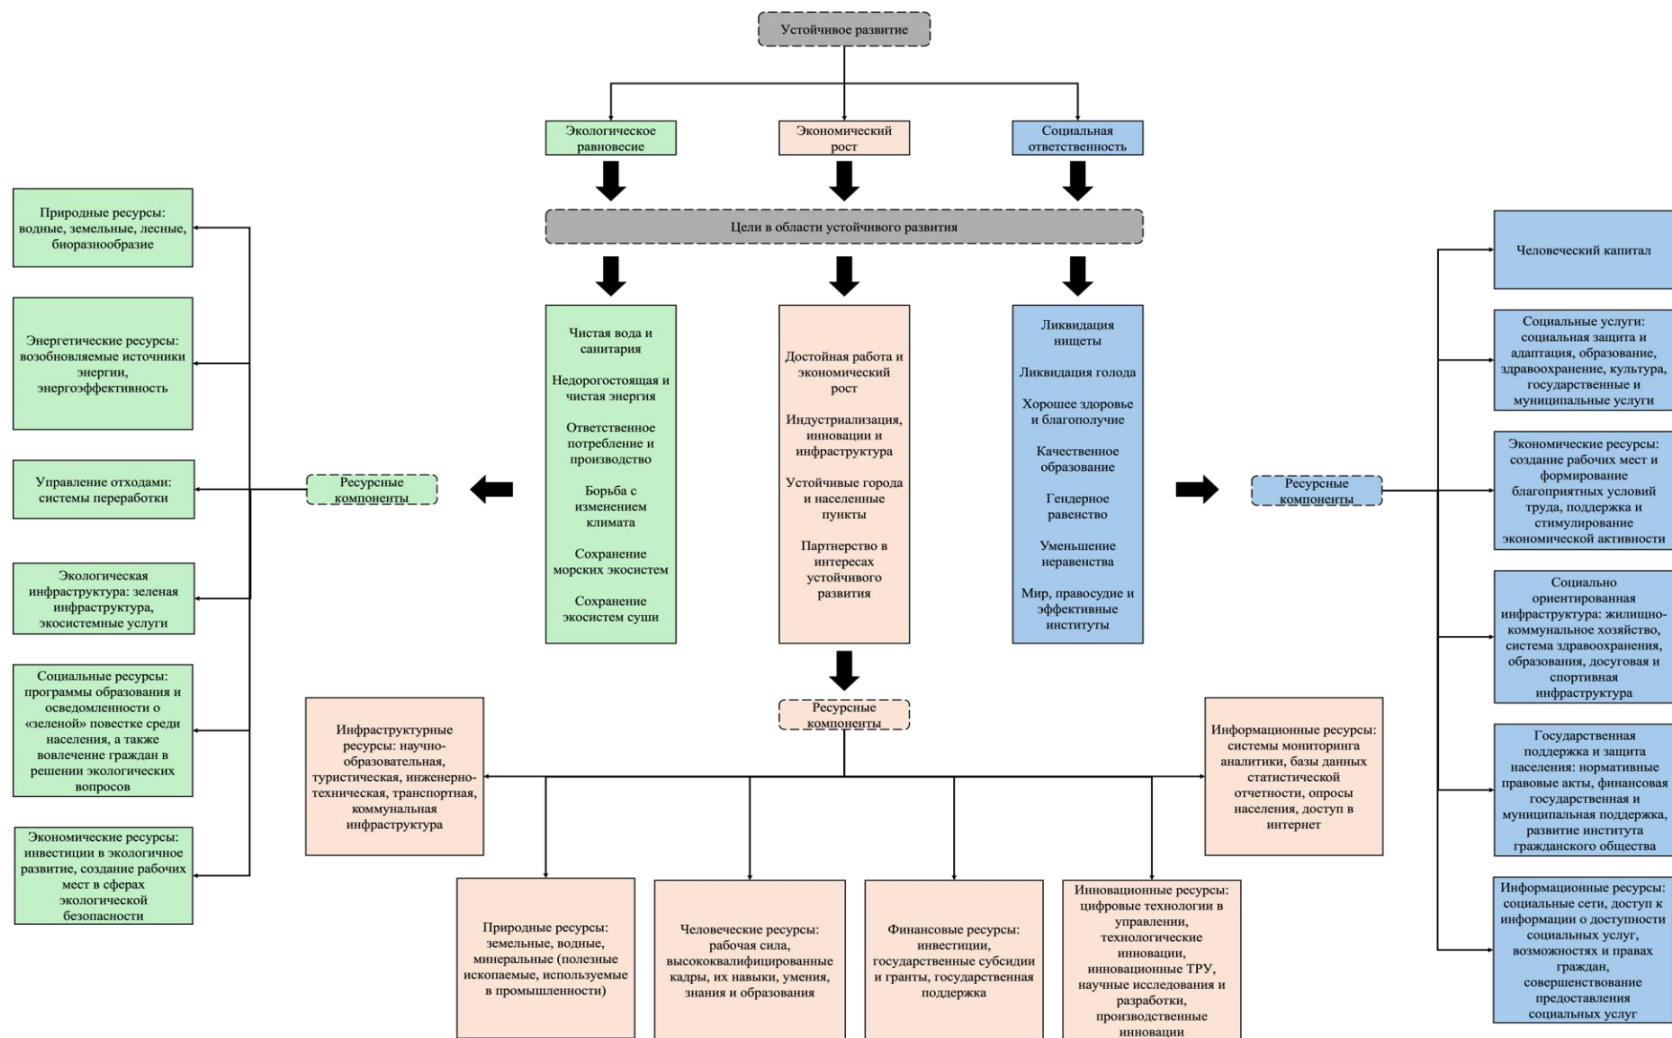 Устойчивое развитие
Экологическое
равновесие
Экономический
рост
Социальная
ответственность
Цели в области устойчивого развития
Чистая вода и
санитария
Недорогостоящая и
чистая энергия
Ответственное
потребление и
производство
Борьба с
изменением
климата
Сохранение
морских экосистем
Сохранение
экосистем суши
Достойная работа и
экономический
рост
Индустриализация,
инновации и
инфраструктура
Устойчивые города
и населенные
пункты
Партнерство в
интересах
устойчивого
развития
Ликвидация
нищеты
Ликвидация голода
Хорошее здоровье
и благополучие
Качественное
образование
Гендерное
равенство
Уменьшение
неравенства
Мир, правосудие и
эффективные
институты
Ресурсные
компоненты
Природные ресурсы:
водные, земельные, лесные,
биоразнообразие
Энергетические ресурсы:
возобновляемые источники
энергии,
энергоэффективность
Управление отходами:
системы переработки
Экологическая
инфраструктура: зеленая
инфраструктура,
экосистемные услуги
Социальные ресурсы:
программы образования и
осведомленности о
«зеленой» повестке среди
населения, а также
вовлечение граждан в
решении экологических
вопросов
Экономические ресурсы:
инвестиции в экологичное
развитие, создание рабочих
мест в сферах
экологической
безопасности
Ресурсные
компоненты
Инфраструктурные
ресурсы: научно-
образовательная,
туристическая, инженерно-
техническая, транспортная,
коммунальная
инфраструктура
Природные ресурсы:
земельные, водные,
минеральные (полезные
ископаемые, используемые
в промышленности)
Человеческие ресурсы:
рабочая сила,
высококвалифицированные
кадры, их навыки, умения,
знания и образования
Финансовые ресурсы:
инвестиции,
государственные субсидии
и гранты, государственная
поддержка
Инновационные ресурсы:
цифровые технологии в
управлении,
технологические
инновации,
инновационные ТРУ,
научные исследования и
разработки,
производственные
инновации
Информационные ресурсы:
системы мониторинга
аналитики, базы данных
статистической
отчетности, опросы
населения, доступ в
интернет
Ресурсные
компоненты
Человеческий капитал
Социальные услуги:
социальная защита и
адаптация, образование,
здравоохранение, культура,
государственные и
муниципальные услуги
Экономические ресурсы:
создание рабочих мест и
формирование
благоприятных условий
труда, поддержка и
стимулирование
экономической активности
Социально
ориентированная
инфраструктура: жилищно-
коммунальное хозяйство,
система здравоохранения,
образования, досуговая и
спортивная
инфраструктура
Государственная
поддержка и защита
населения: нормативные
правовые акты, финансовая
государственная и
муниципальная поддержка,
развитие института
гражданского общества
Информационные ресурсы:
социальные сети, доступ к
информации о доступности
социальных услуг,
возможностях и правах
граждан,
совершенствование
предоставления
социальных услуг